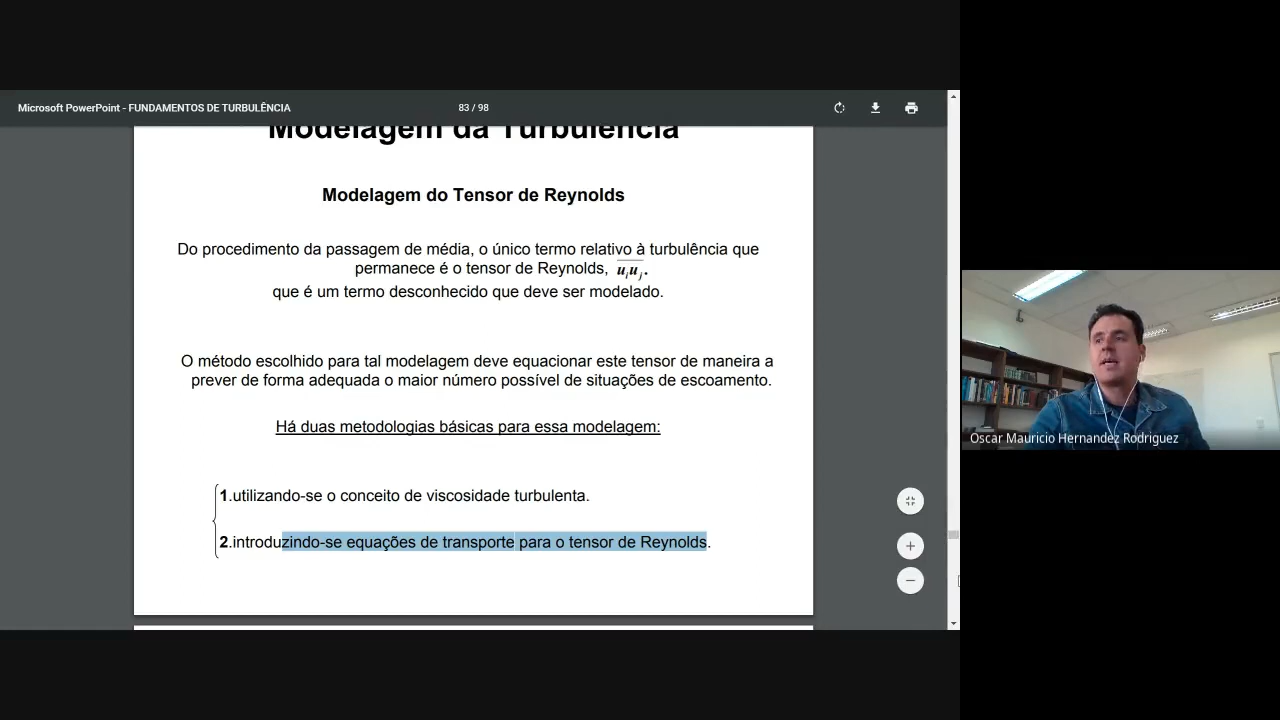 Microsoft PowerPoint - FUNDAMENTOS DE TURBULÊNCIA
83 / 98
Modelagem da Turbulência
Modelagem do Tensor de Reynolds
Do procedimento da passagem de média, o único termo relativo à turbulência que
permanece é o tensor de Reynolds, uᵢuⱼ.
que é um termo desconhecido que deve ser modelado.
O método escolhido para tal modelagem deve equacionar este tensor de maneira a
prever de forma adequada o maior número possível de situações de escoamento.
Há duas metodologias básicas para essa modelagem:
1.utilizando-se o conceito de viscosidade turbulenta.
2.introduzindo-se equações de transporte para o tensor de Reynolds.
Oscar Mauricio Hernandez Rodriguez